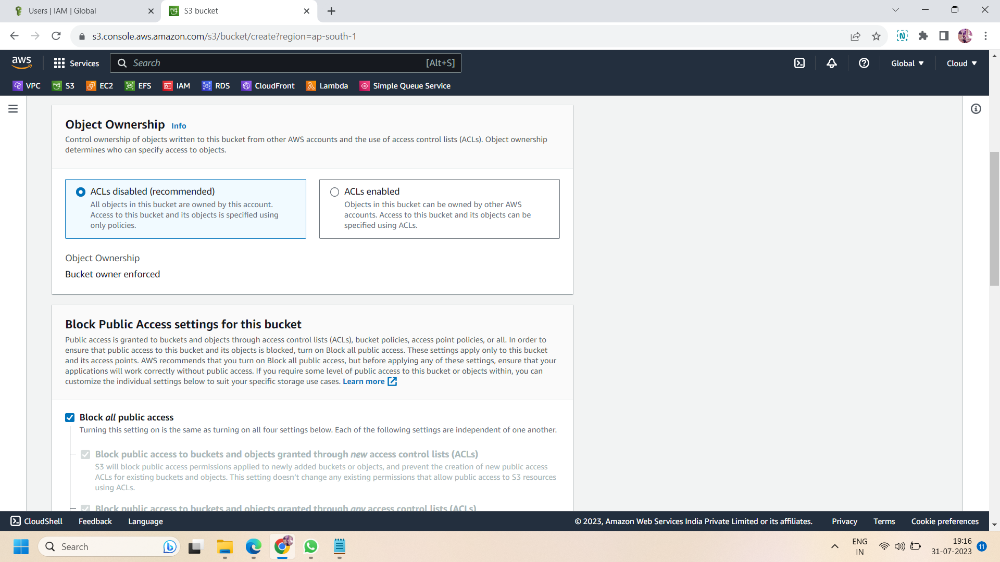 Users | IAM | Global
S3 bucket
s3.console.aws.amazon.com/s3/bucket/create?region=ap-south-1
aws
Services
Search
[Alt+S]
Global
Cloud
VPC
S3
EC2
EFS
IAM
RDS
CloudFront
Lambda
Simple Queue Service
Object Ownership Info
Control ownership of objects written to this bucket from other AWS accounts and the use of access control lists (ACLs). Object ownership
determines who can specify access to objects.
ACLs disabled (recommended)
All objects in this bucket are owned by this account.
Access to this bucket and its objects is specified using
only policies.
ACLs enabled
Objects in this bucket can be owned by other AWS
accounts. Access to this bucket and its objects can be
specified using ACLs.
Object Ownership
Bucket owner enforced
Block Public Access settings for this bucket
Public access is granted to buckets and objects through access control lists (ACLs), bucket policies, access point policies, or all. In order to
ensure that public access to this bucket and its objects is blocked, turn on Block all public access. These settings apply only to this bucket
and its access points. AWS recommends that you turn on Block all public access, but before applying any of these settings, ensure that your
applications will work correctly without public access. If you require some level of public access to this bucket or objects within, you can
customize the individual settings below to suit your specific storage use cases. Learn more
Block all public access
Turning this setting on is the same as turning on all four settings below. Each of the following settings are independent of one another.
Block public access to buckets and objects granted through new access control lists (ACLs)
S3 will block public access permissions applied to newly added buckets or objects, and prevent the creation of new public access
ACLs for existing buckets and objects. This setting doesn't change any existing permissions that allow public access to S3 resources
using ACLs.
Block public access to buckets and objects granted through any access control lists (ACLs)
CloudShell
Feedback
Language
© 2023, Amazon Web Services India Private Limited or its affiliates.
Privacy
Terms
Cookie preferences
Search
ENG
IN
19:16
31-07-2023
11